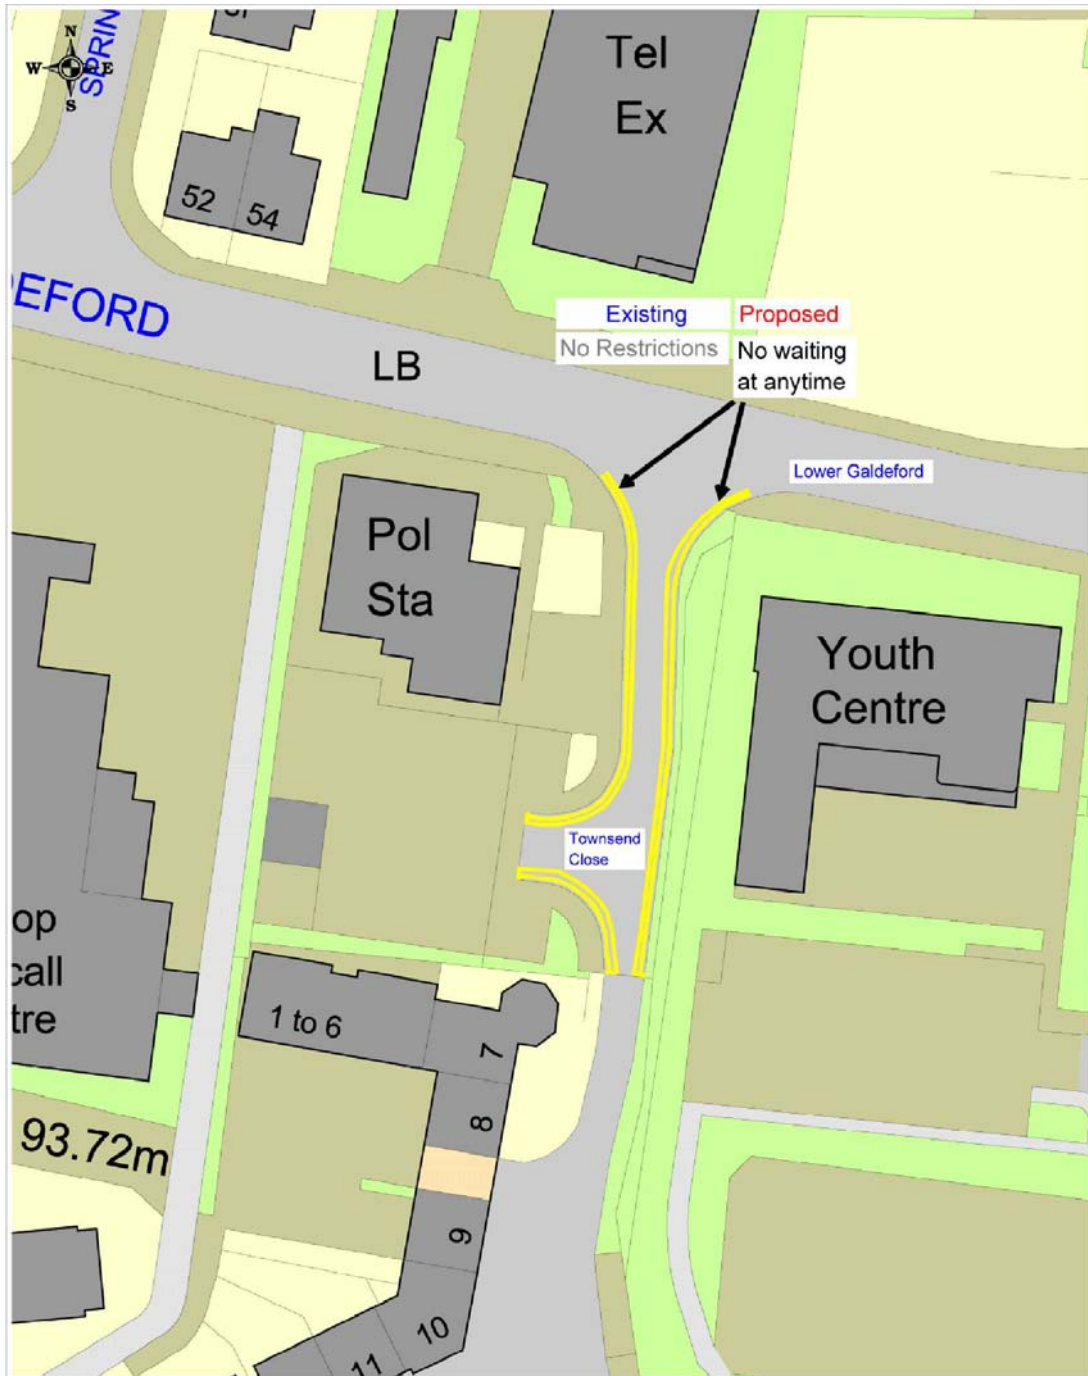 N
W E
S
SPRIN
Tel
Ex
52
54
DEFORD
Existing
Proposed
No Restrictions
No waiting
at anytime
LB
Lower Galdeford
Pol
Sta
Youth
Centre
Townsend
Close
op
call
tre
1 to 6
7
8
93.72m
9
10
11